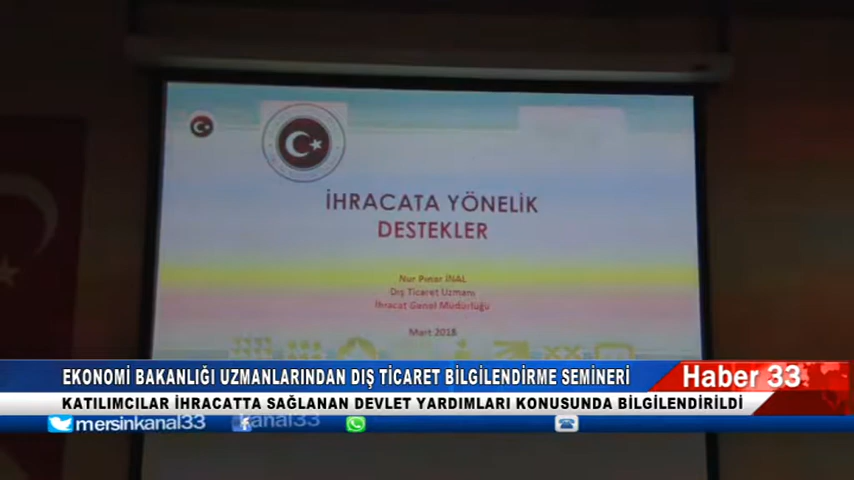 İHRACATA YÖNELİK
DESTEKLER
Nur Pınar İNAL
Dış Ticaret Uzmanı
İhracat Genel Müdürlüğü
Mart 2018
EKONOMİ BAKANLIĞI UZMANLARINDAN DIŞ TİCARET BİLGİLENDİRME SEMİNERİ
Haber 33
KATILIMCILAR İHRACATTA SAĞLANAN DEVLET YARDIMLARI KONUSUNDA BİLGİLENDİRİLDİ
mersinkanal33
kanal33